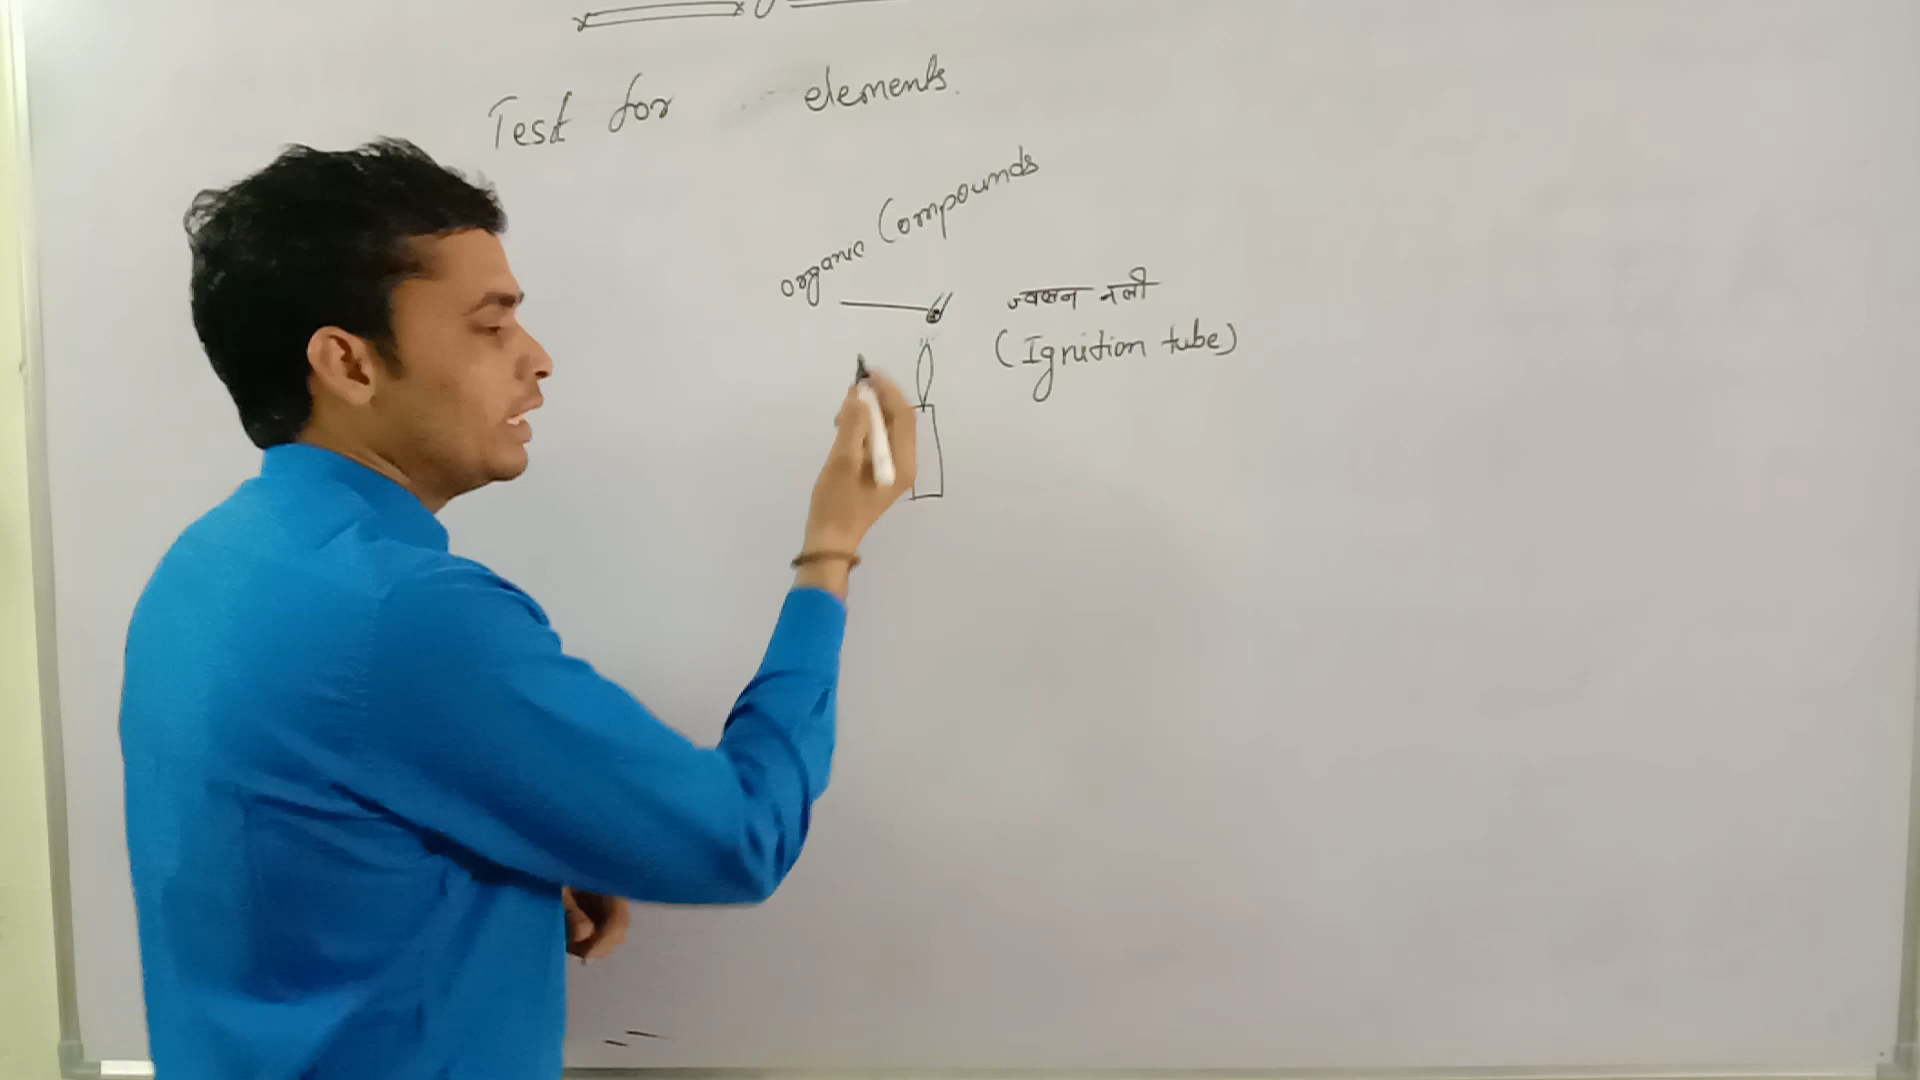 Test for elements.
organic Compounds
ज्वलन नली
(Ignition tube)